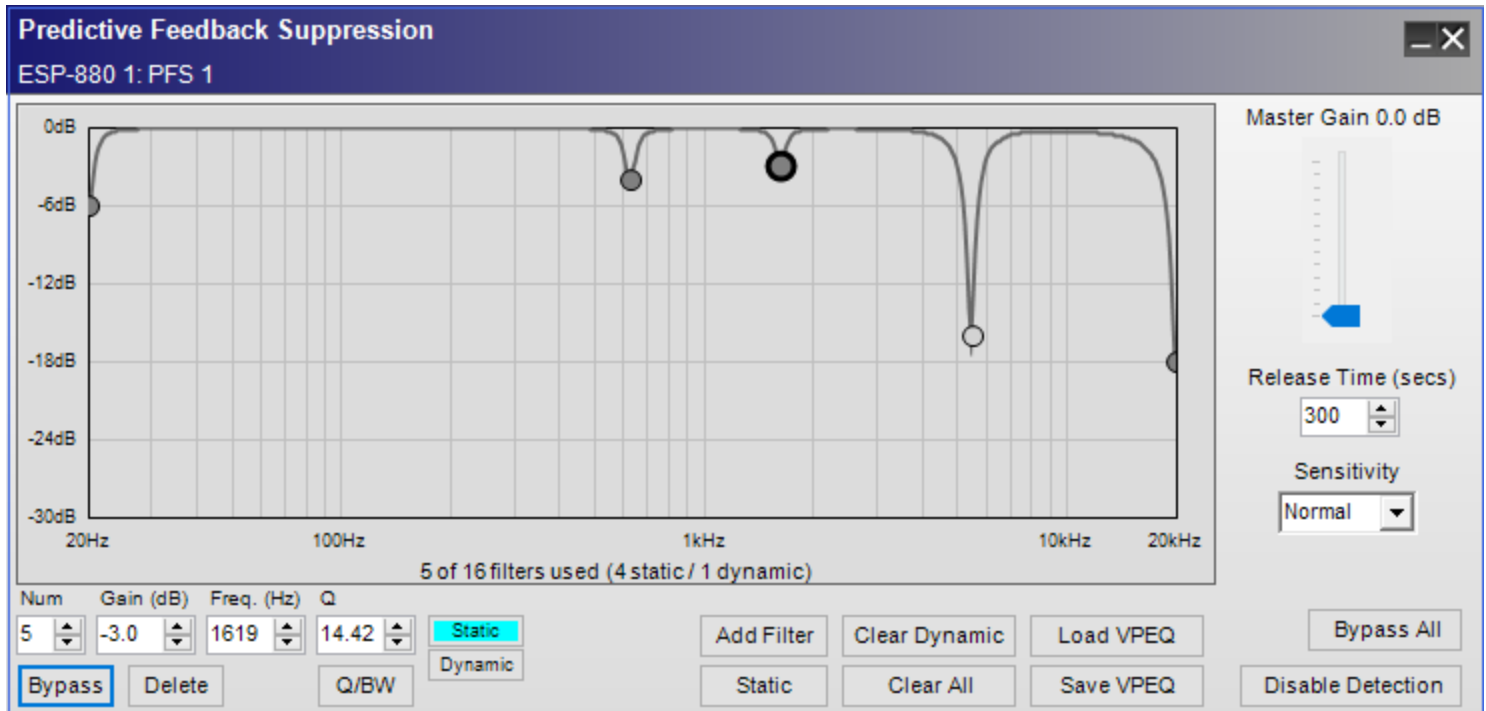 Predictive Feedback Suppression
ESP-880 1: PFS 1
Master Gain 0.0 dB
0dB
-6dB
-12dB
-18dB
-24dB
-30dB
20Hz 100Hz 1kHz 10kHz 20kHz
5 of 16 filters used (4 static / 1 dynamic)
Release Time (secs)
300
Sensitivity
Normal
Num Gain (dB) Freq. (Hz) Q
5 -3.0 1619 14.42 Static
Dynamic
Bypass Delete Q/BW
Add Filter Clear Dynamic Load VPEQ
Static Clear All Save VPEQ
Bypass All
Disable Detection